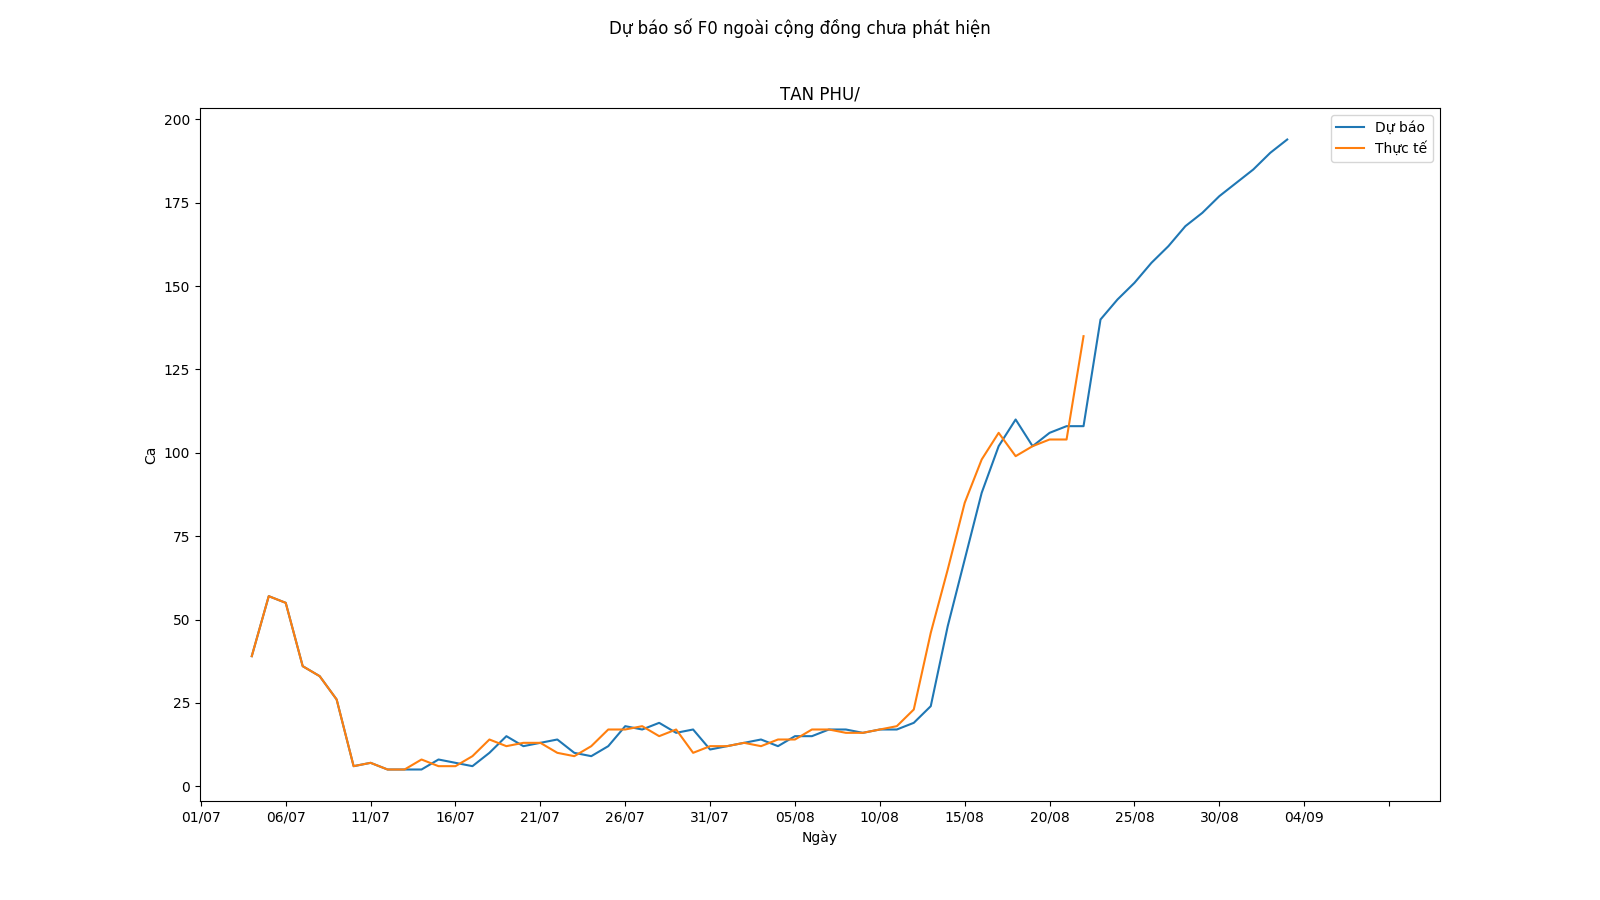 Dự báo số F0 ngoài cộng đồng chưa phát hiện
TAN PHU/
Dự báo
Thực tế
200
175
150
125
100
75
50
25
0
Ca
01/07 06/07 11/07 16/07 21/07 26/07 31/07 05/08 10/08 15/08 20/08 25/08 30/08 04/09
Ngày